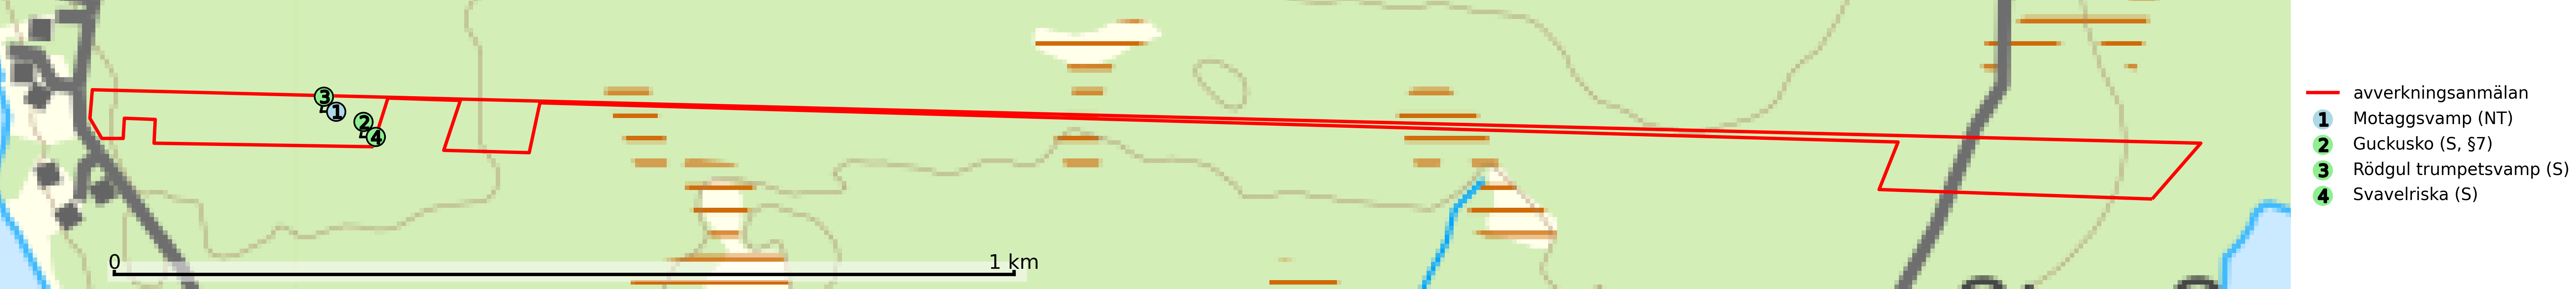 3
1
2
4
0 1 km
avverkningsanmälan
1 Motaggsvamp (NT)
2 Guckusko (S, §7)
3 Rödgul trumpetsvamp (S)
4 Svavelriska (S)